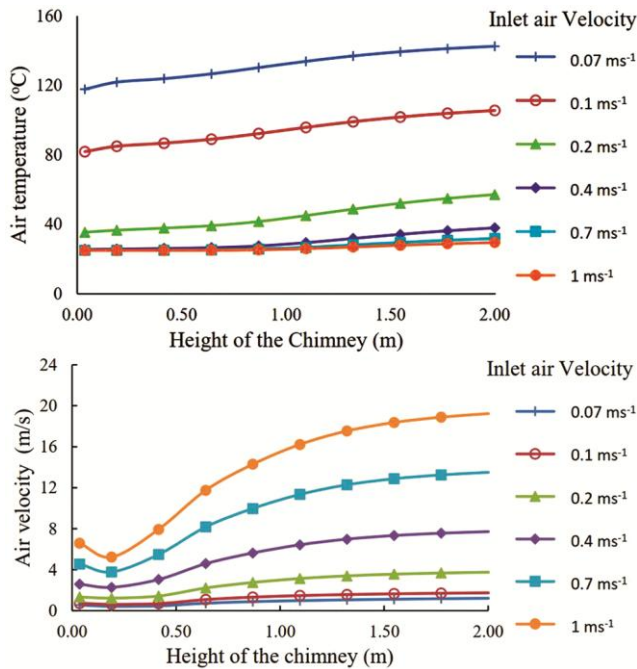 Inlet air Velocity
160
120
80
40
0
Air temperature (ºC)
0.00 0.50 1.00 1.50 2.00
Height of the Chimney (m)
0.07 ms-1
0.1 ms-1
0.2 ms-1
0.4 ms-1
0.7 ms-1
1 ms-1
Inlet air Velocity
24
20
16
12
8
4
0
Air velocity (m/s)
0.00 0.50 1.00 1.50 2.00
Height of the chimney (m)
0.07 ms-1
0.1 ms-1
0.2 ms-1
0.4 ms-1
0.7 ms-1
1 ms-1